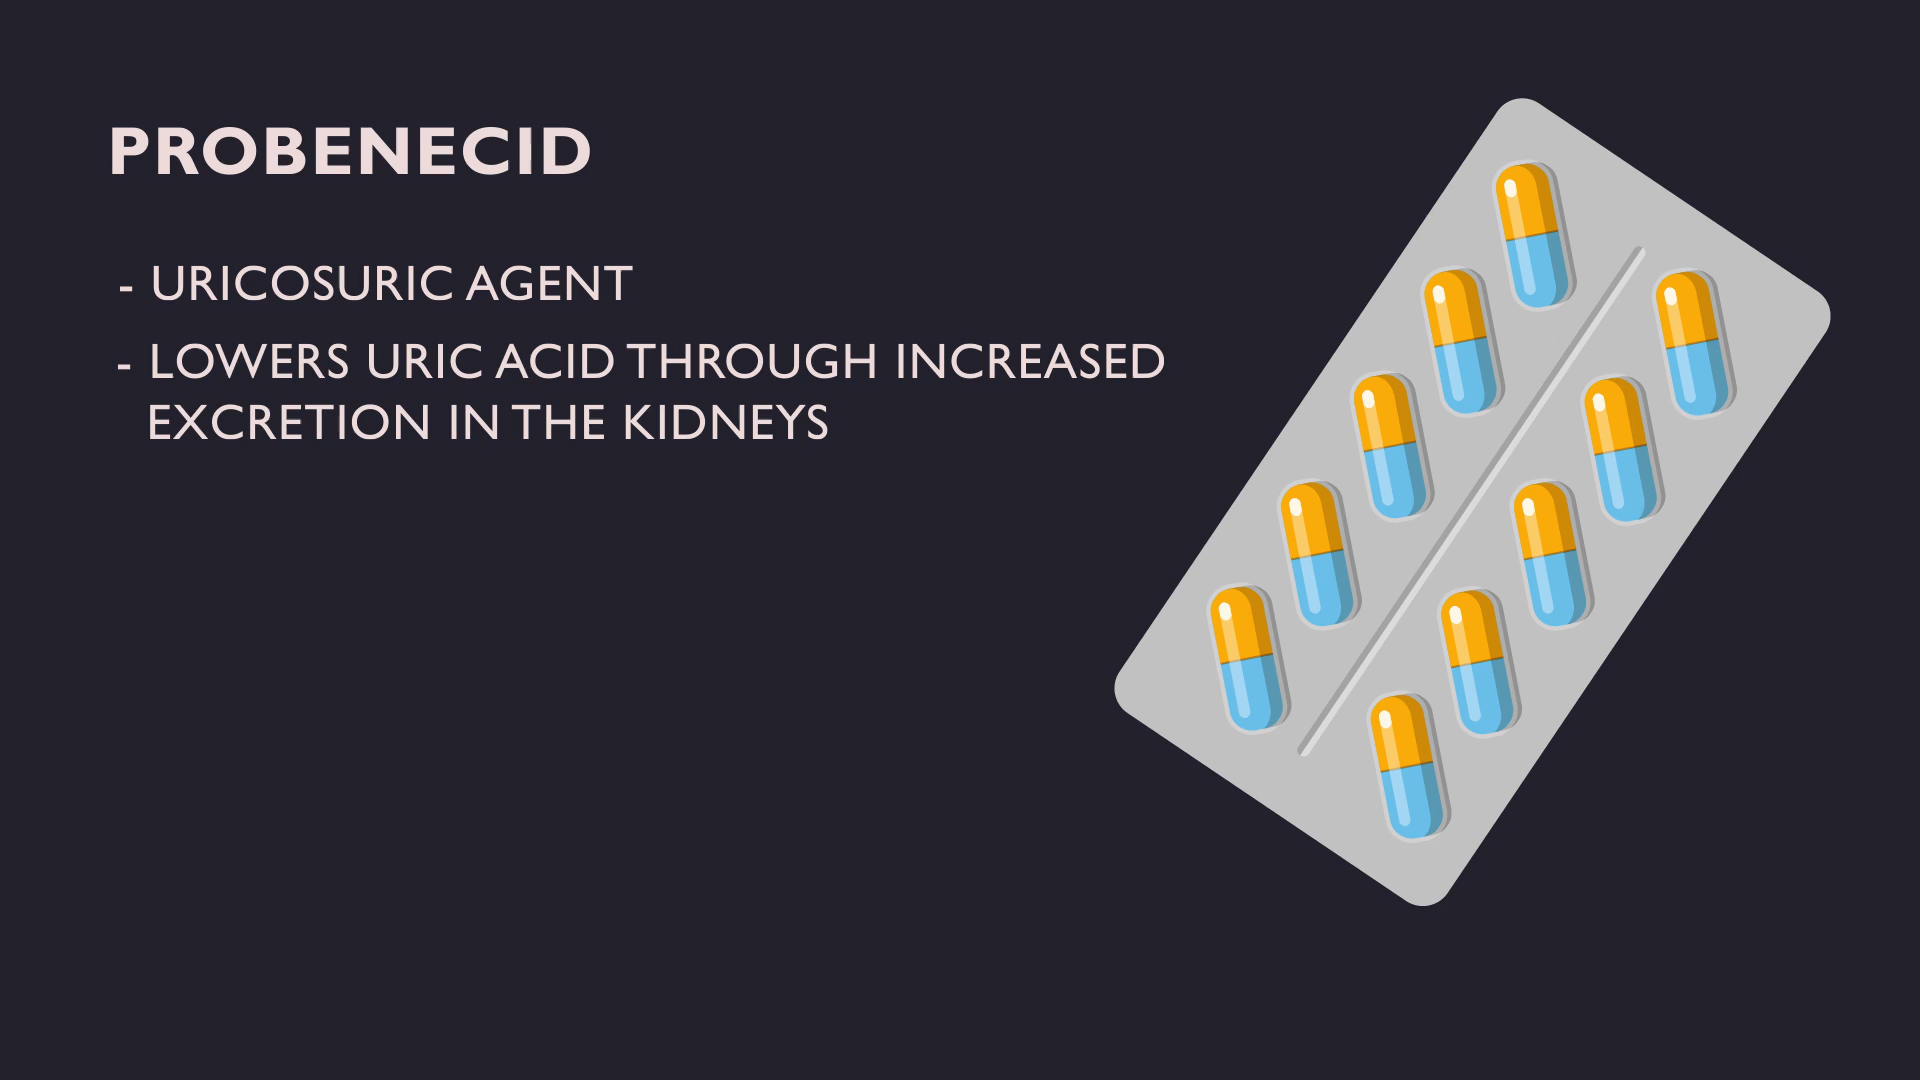 PROBENECID
- URICOSURIC AGENT
- LOWERS URIC ACID THROUGH INCREASED
EXCRETION IN THE KIDNEYS